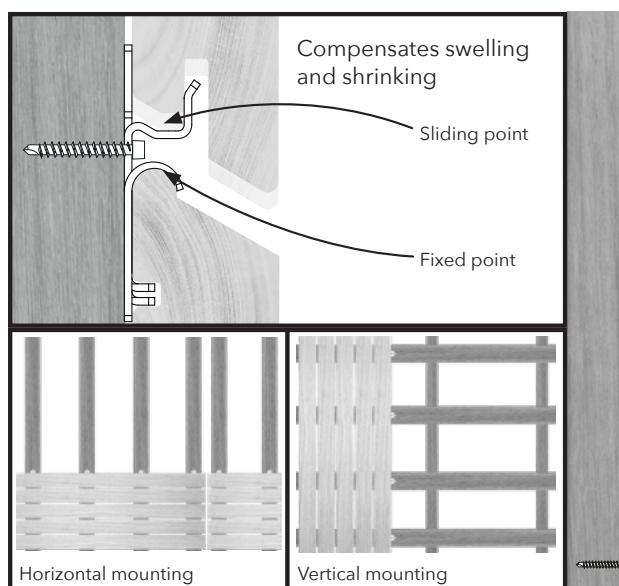 Compensates swelling
and shrinking
Sliding point
Fixed point
Horizontal mounting
Vertical mounting